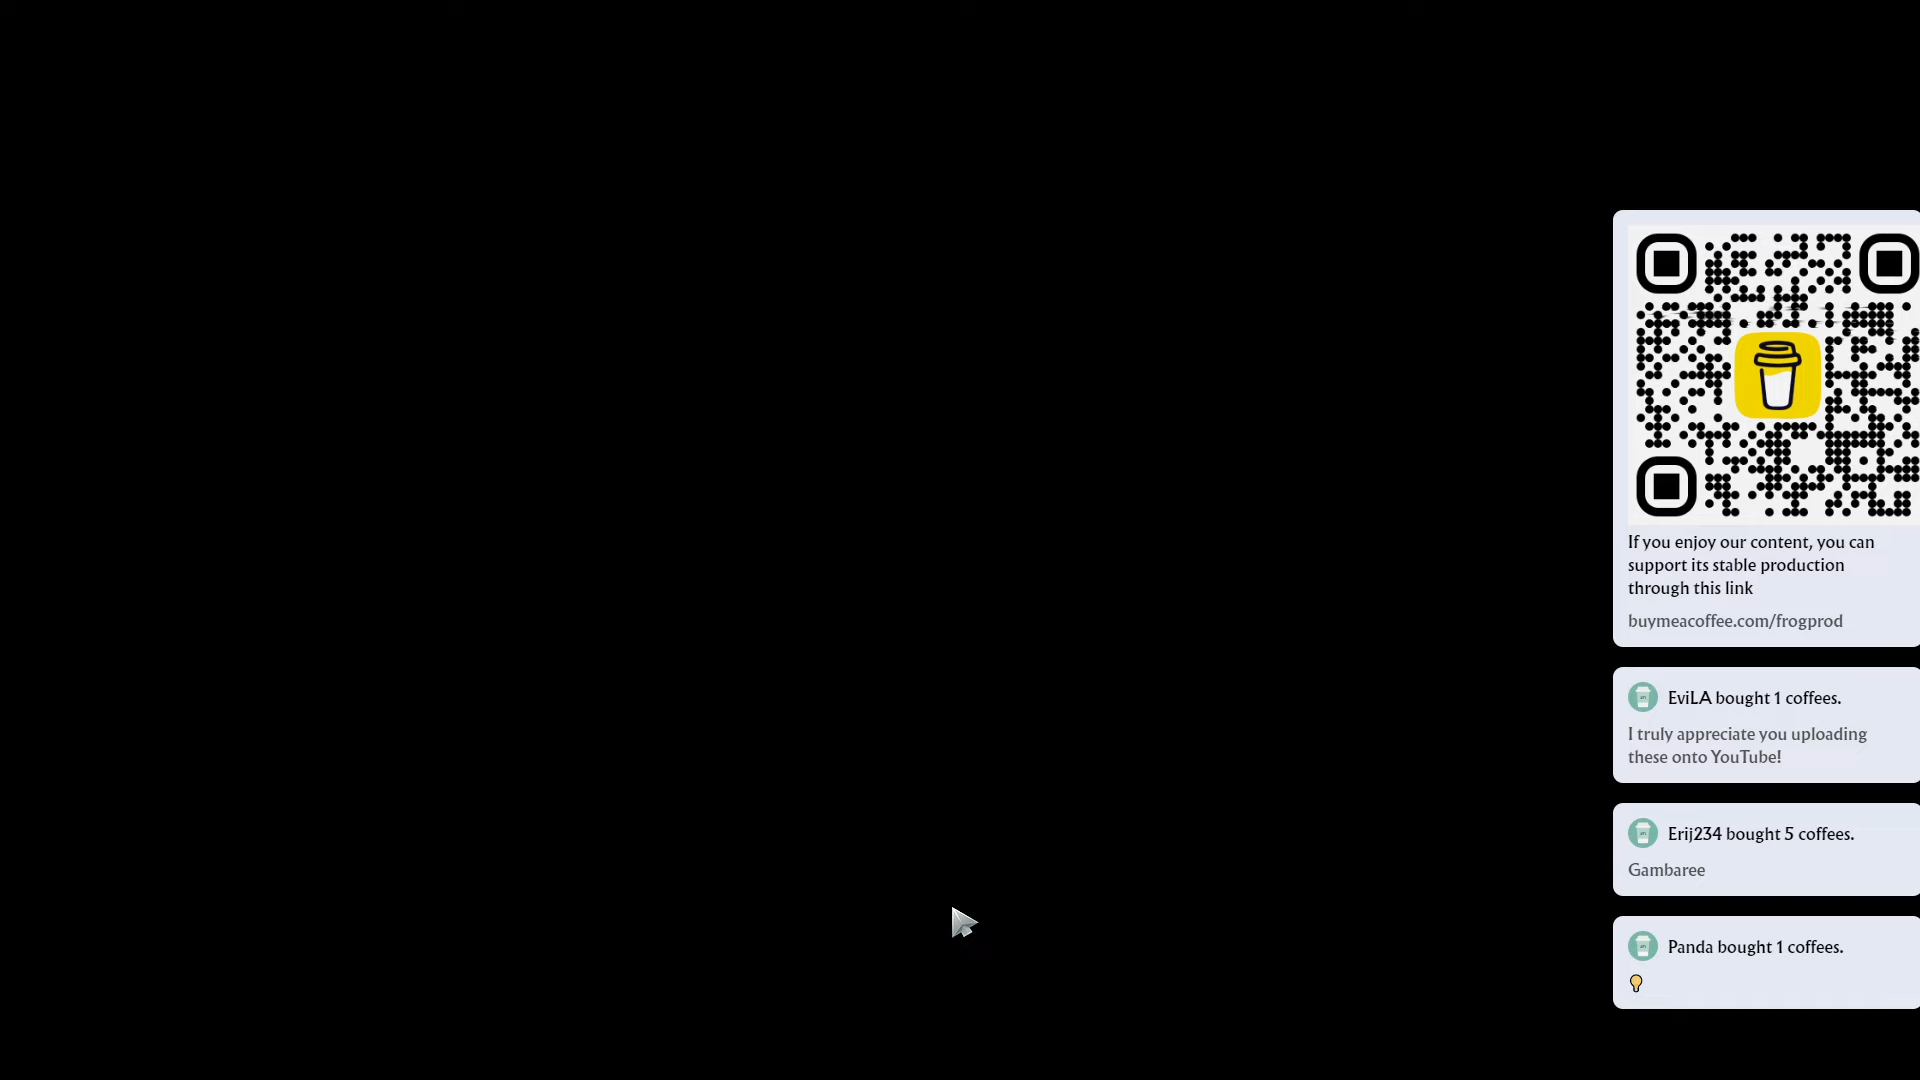 If you enjoy our content, you can
support its stable production
through this link
buymeacoffee.com/frogprod
EviLA bought 1 coffees.
I truly appreciate you uploading
these onto YouTube!
Erij234 bought 5 coffees.
Gambaree
Panda bought 1 coffees.